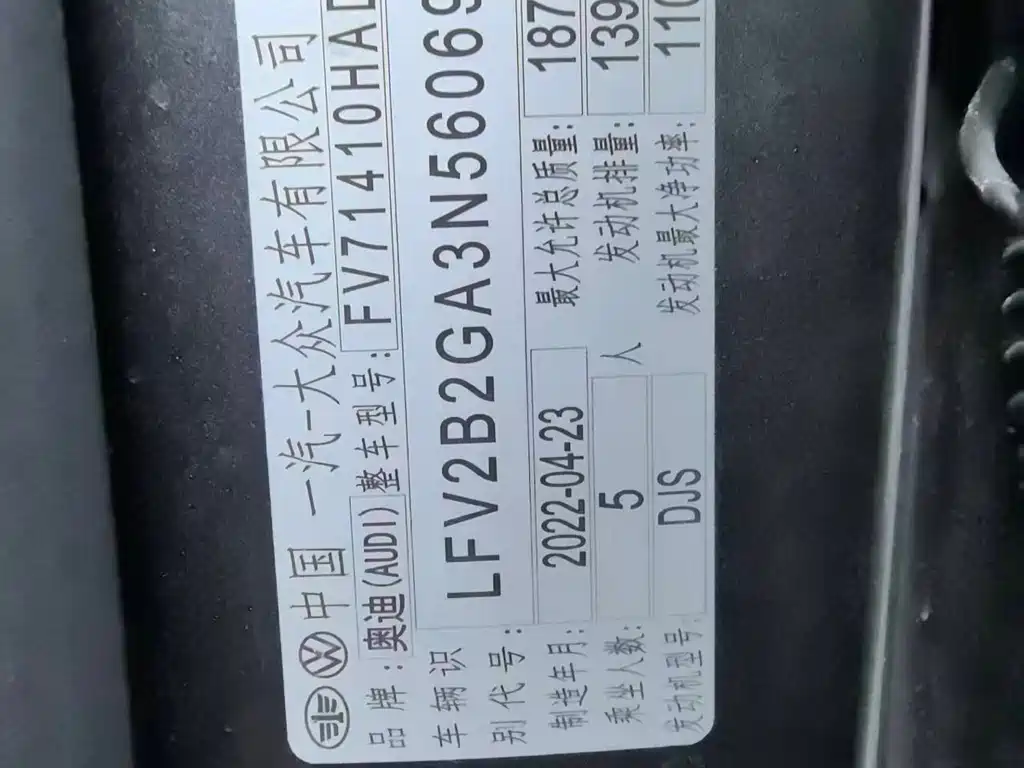 中国 一汽-大众汽车有限公司
品牌: 奥迪(AUDI) 整车型号: FV71410HA
车辆识别代号: LFV2B2GA3N56069
制造年月: 2022-04-23 最大允许总质量: 187
乘坐人数: 5 人 发动机排量: 139
发动机型号: DJS 发动机最大净功率: 110